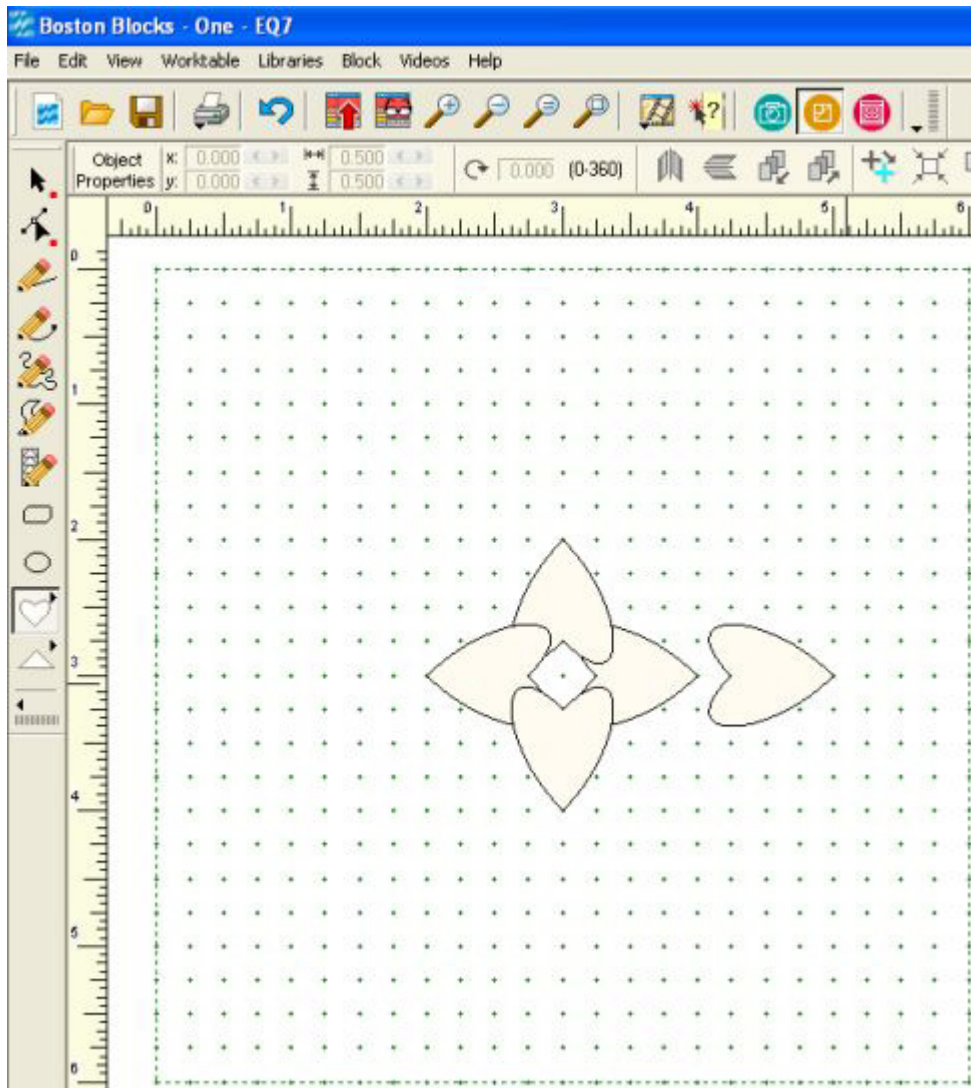 Boston Blocks - One - EQ7
File Edit View Worktable Libraries Block Videos Help
Object Properties x: 0.000 0.500 0.000 (0-360)
y: 0.000 0.500
0 1 2 3 4 5 6
0
1
2
3
4
5
6